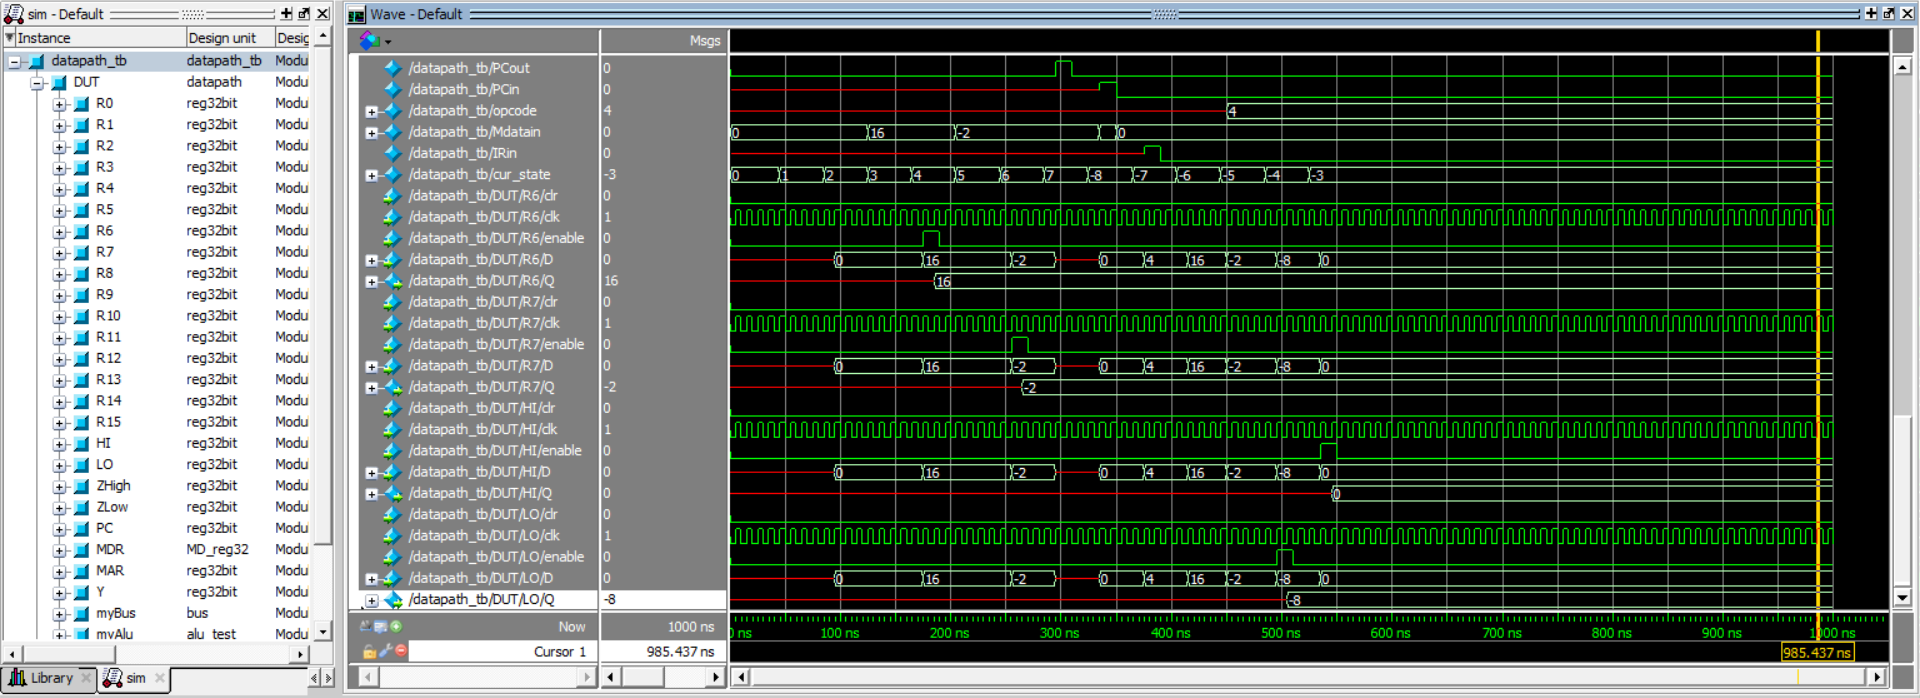 sim - Default
Instance Design unit Desig
datapath_tb datapath_tb Modu
DUT datapath Modu
R0 reg32bit Modu
R1 reg32bit Modu
R2 reg32bit Modu
R3 reg32bit Modu
R4 reg32bit Modu
R5 reg32bit Modu
R6 reg32bit Modu
R7 reg32bit Modu
R8 reg32bit Modu
R9 reg32bit Modu
R10 reg32bit Modu
R11 reg32bit Modu
R12 reg32bit Modu
R13 reg32bit Modu
R14 reg32bit Modu
R15 reg32bit Modu
HI reg32bit Modu
LO reg32bit Modu
ZHigh reg32bit Modu
ZLow reg32bit Modu
PC reg32bit Modu
MDR MD_reg32 Modu
MAR reg32bit Modu
Y reg32bit Modu
myBus bus Modu
myAlu alu_test Modu
Library sim
Wave - Default
Msgs
/datapath_tb/PCout 0
/datapath_tb/PCin 0
/datapath_tb/opcode 4 4
/datapath_tb/Mdatain 0 0 16 -2 0
/datapath_tb/IRin 0
/datapath_tb/cur_state -3 0 1 2 3 4 5 6 7 -8 -7 -6 -5 -4 -3
/datapath_tb/DUT/R6/clr 0
/datapath_tb/DUT/R6/clk 1
/datapath_tb/DUT/R6/enable 0
/datapath_tb/DUT/R6/D 0 0 16 -2 0 4 16 -2 -8 0
/datapath_tb/DUT/R6/Q 16 16
/datapath_tb/DUT/R7/clr 0
/datapath_tb/DUT/R7/clk 1
/datapath_tb/DUT/R7/enable 0
/datapath_tb/DUT/R7/D 0 0 16 -2 0 4 16 -2 -8 0
/datapath_tb/DUT/R7/Q -2 -2
/datapath_tb/DUT/HI/clr 0
/datapath_tb/DUT/HI/clk 1
/datapath_tb/DUT/HI/enable 0
/datapath_tb/DUT/HI/D 0 0 16 -2 0 4 16 -2 -8 0
/datapath_tb/DUT/HI/Q 0 0
/datapath_tb/DUT/LO/clr 0
/datapath_tb/DUT/LO/clk 1
/datapath_tb/DUT/LO/enable 0
/datapath_tb/DUT/LO/D 0 0 16 -2 0 4 16 -2 -8 0
/datapath_tb/DUT/LO/Q -8 -8
Now 1000 ns ns 100 ns 200 ns 300 ns 400 ns 500 ns 600 ns 700 ns 800 ns 900 ns 1000 ns
Cursor 1 985.437 ns 985.437 ns